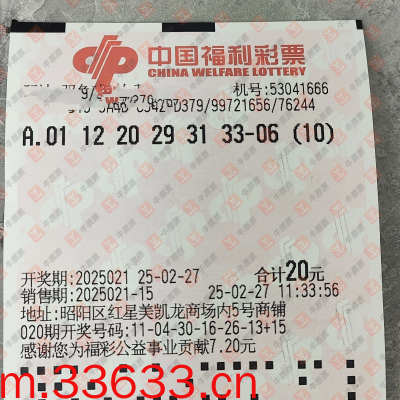 中国福利彩票
CHINA WELFARE LOTTERY
机号:53041666
99721656/76244
A.01 12 20 29 31 33-06 (10)
开奖期:2025021 25-02-27 合计20元
销售期:2025021-15 25-02-27 11:33:56
地址:昭阳区红星美凯龙商场内5号商铺
020期开奖号码11-04-30-16-26-13+15
感谢您为福彩公益事业贡献7.20元
m.33633.cn